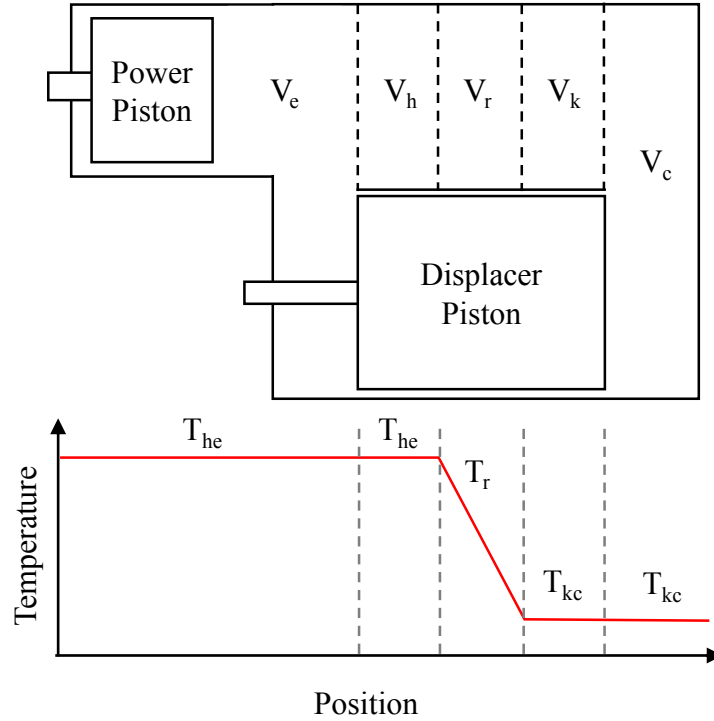 Power
Piston
V_e
V_h
V_r
V_k
V_c
Displacer
Piston
T_he
T_he
T_r
T_kc
T_kc
Temperature
Position